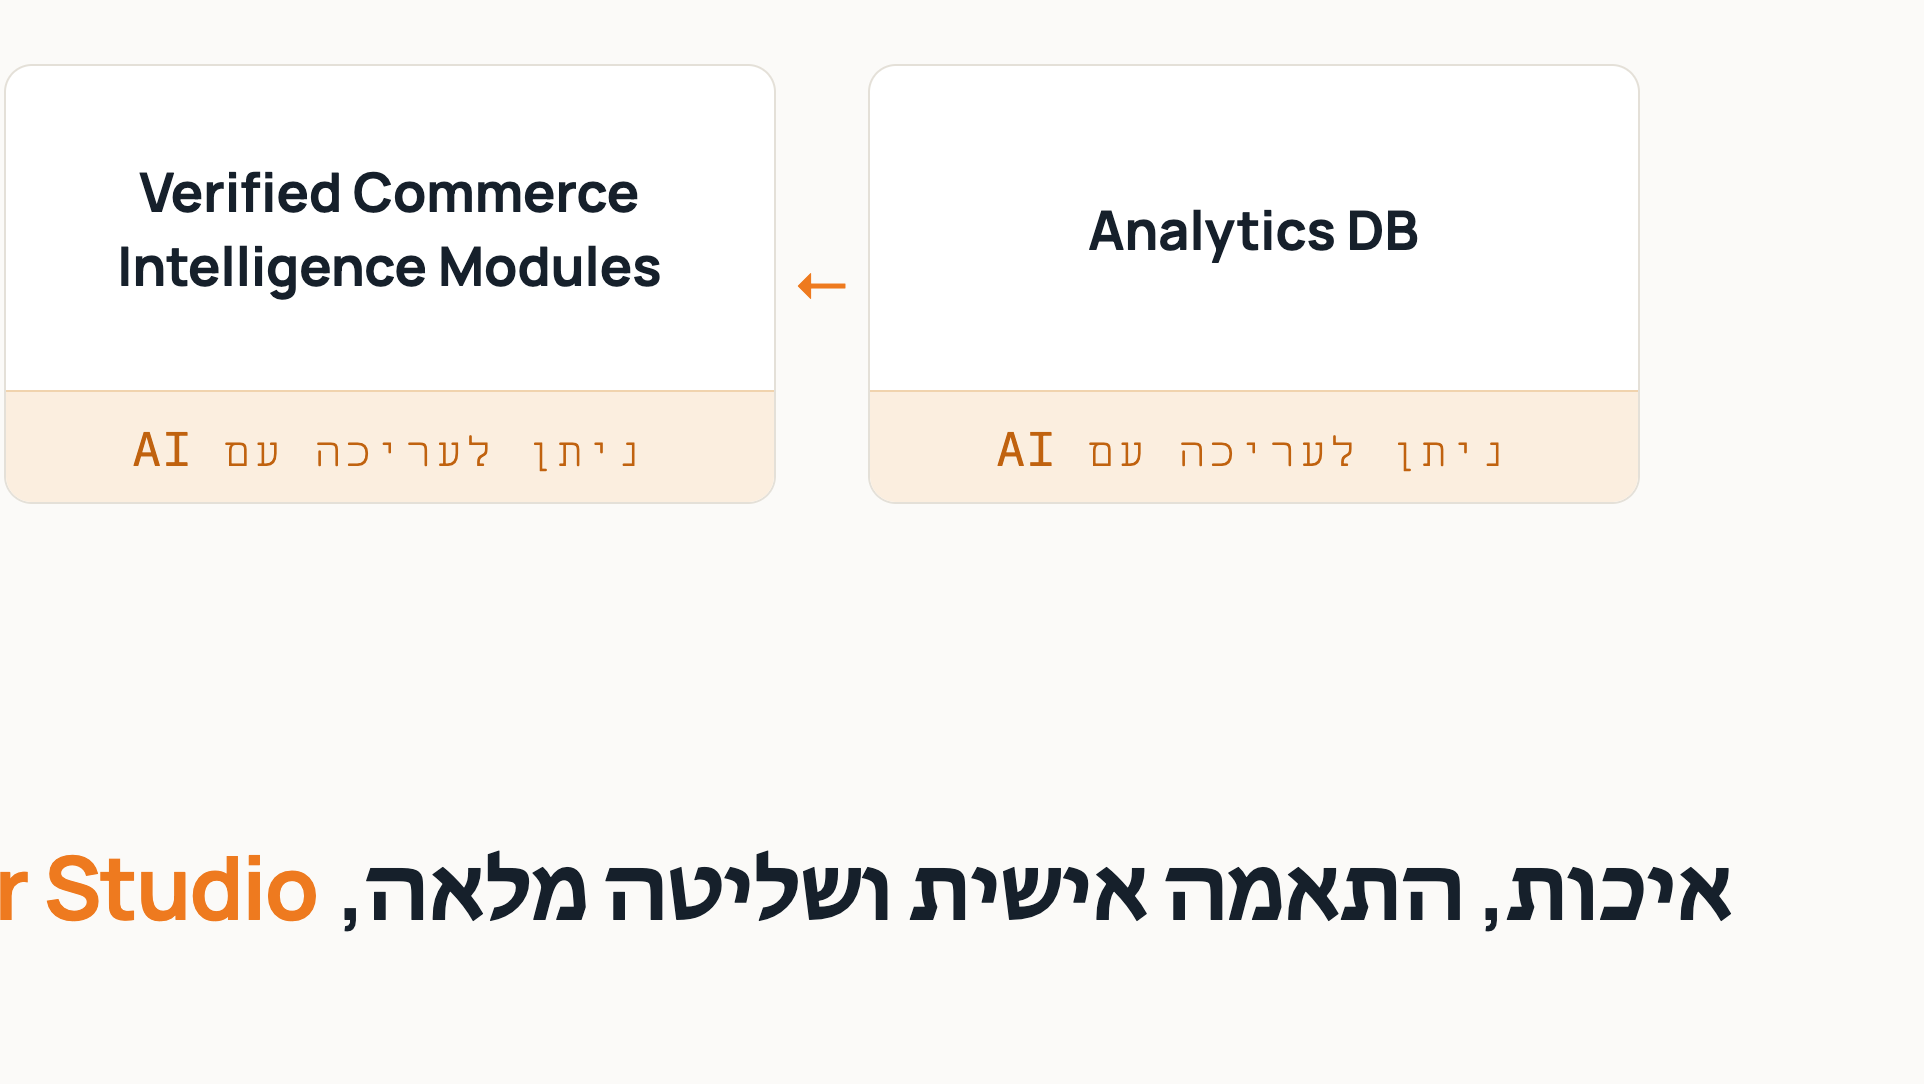 Analytics DB
ניתן לעריכה עם AI
←
Verified Commerce
Intelligence Modules
ניתן לעריכה עם AI
איכות, התאמה אישית ושליטה מלאה, Studio